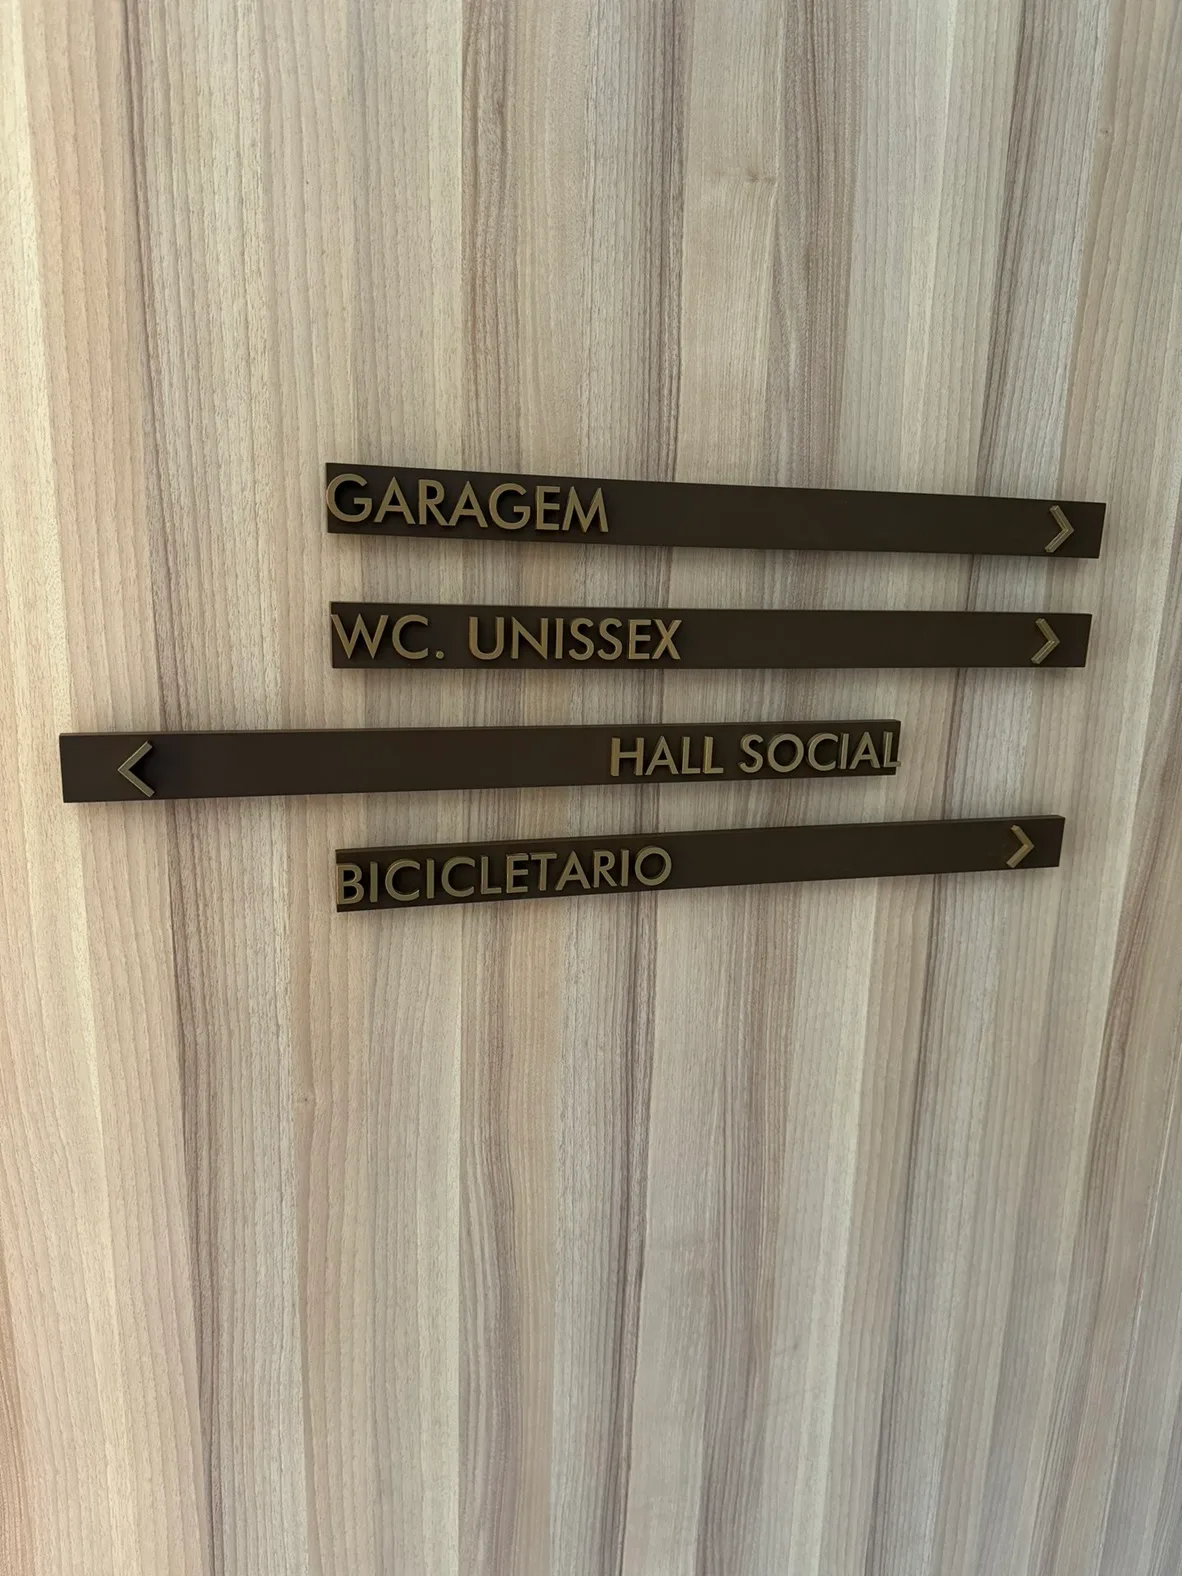 GARAGEM
WC. UNISSEX
HALL SOCIAL
BICICLETARIO